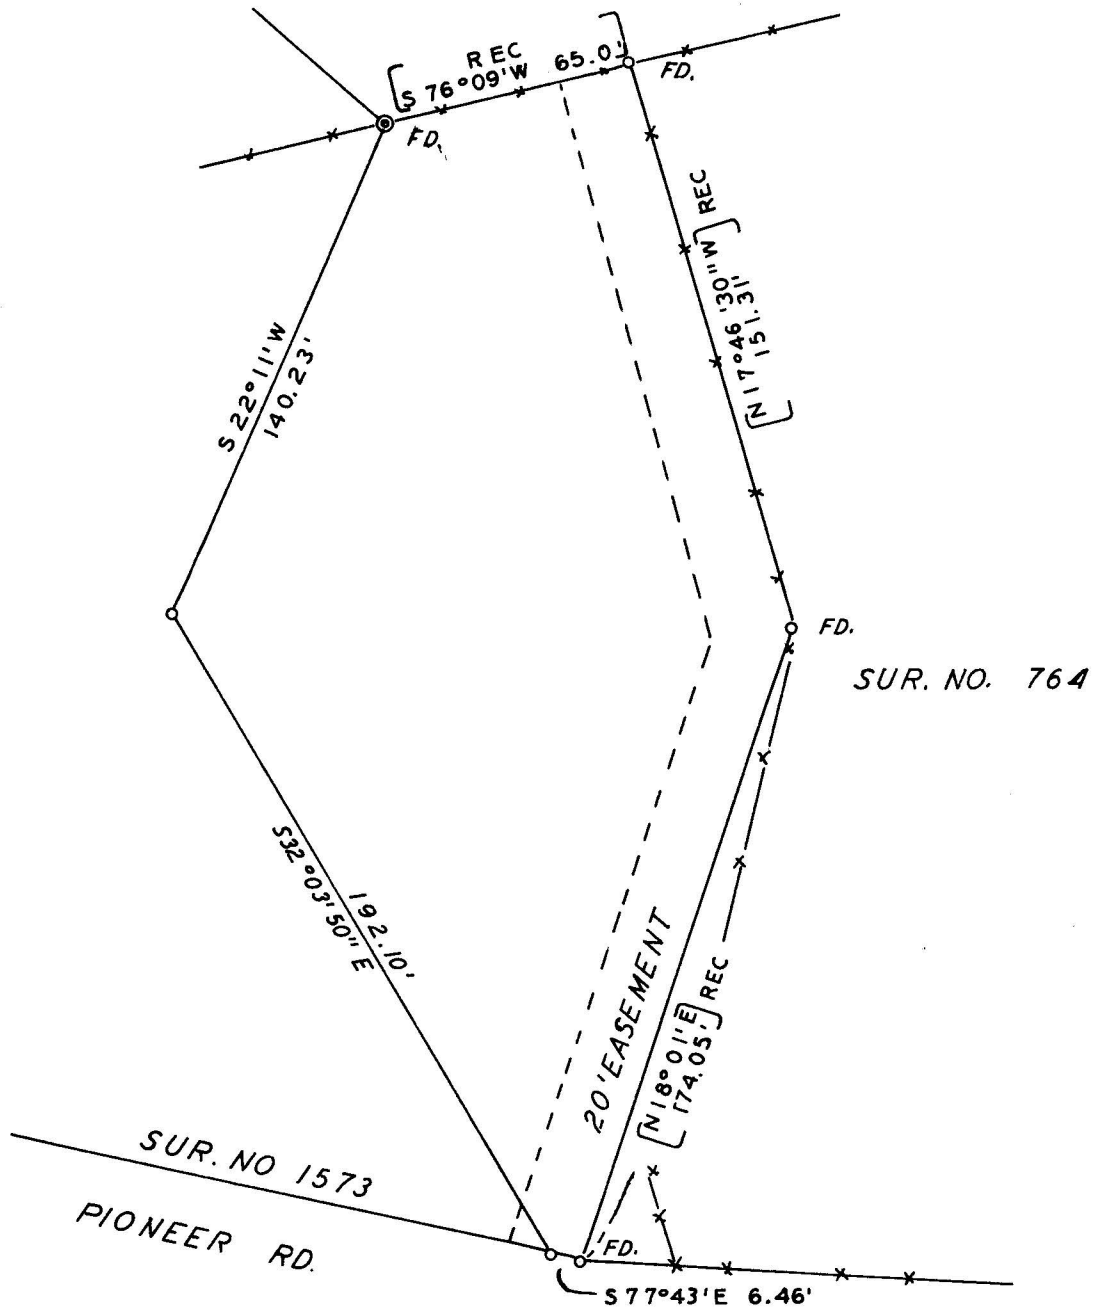 REC
S 76°09'W 65.0'
FD.
FD.
N 17°46'30"W REC
151.31"
S 22°11'W
140.23'
FD.
SUR. NO. 764
192.10'
S32°03'50" E
20'EASEMENT
N 18°01'E REC
174.05'
SUR. NO 1573
PIONEER RD.
FD.
S 77°43'E 6.46'